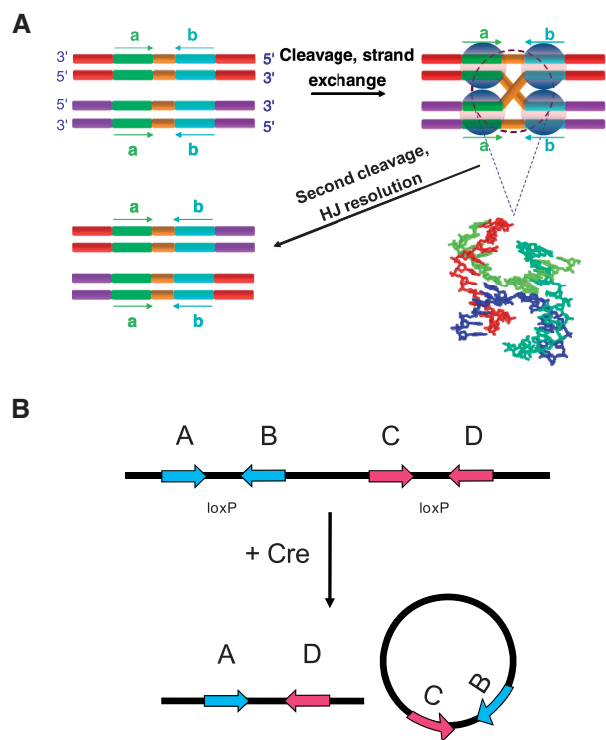 A
a b
3' 5'
5' 3'
5' 3'
3' 5'
a b
Cleavage, strand
exchange
a b
a b
Second cleavage,
HJ resolution
a b
a b
B
A B C D
loxP loxP
+ Cre
A D
C B